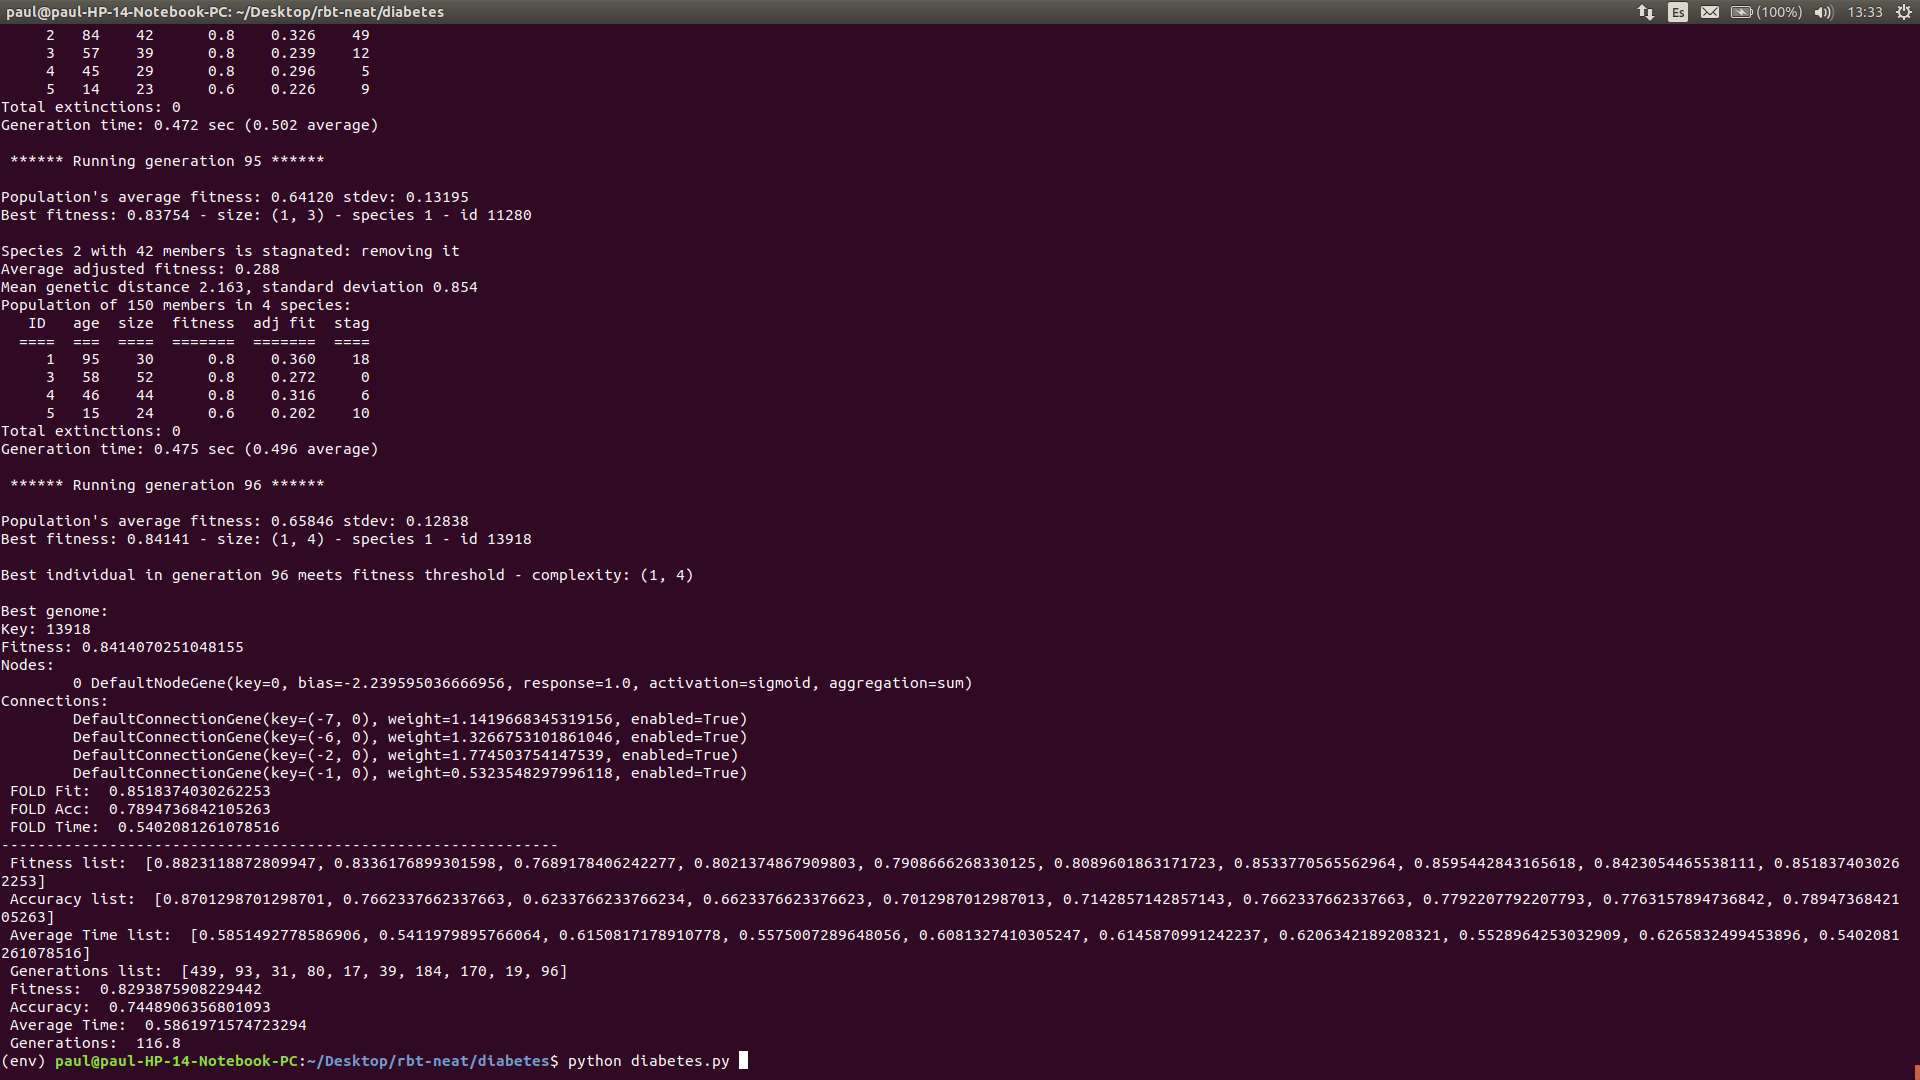 paul@paul-HP-14-Notebook-PC: ~/Desktop/rbt-neat/diabetes
Es
(100%)
13:33
2 84 42 0.8 0.326 49
3 57 39 0.8 0.239 12
4 45 29 0.8 0.296 5
5 14 23 0.6 0.226 9
Total extinctions: 0
Generation time: 0.472 sec (0.502 average)
****** Running generation 95 ******
Population's average fitness: 0.64120 stdev: 0.13195
Best fitness: 0.83754 - size: (1, 3) - species 1 - id 11280
Species 2 with 42 members is stagnated: removing it
Average adjusted fitness: 0.288
Mean genetic distance 2.163, standard deviation 0.854
Population of 150 members in 4 species:
ID age size fitness adj fit stag
==== === ==== ======= ======= ====
1 95 30 0.8 0.360 18
3 58 52 0.8 0.272 0
4 46 44 0.8 0.316 6
5 15 24 0.6 0.202 10
Total extinctions: 0
Generation time: 0.475 sec (0.496 average)
****** Running generation 96 ******
Population's average fitness: 0.65846 stdev: 0.12838
Best fitness: 0.84141 - size: (1, 4) - species 1 - id 13918
Best individual in generation 96 meets fitness threshold - complexity: (1, 4)
Best genome:
Key: 13918
Fitness: 0.8414070251048155
Nodes:
0 DefaultNodeGene(key=0, bias=-2.239595036666956, response=1.0, activation=sigmoid, aggregation=sum)
Connections:
DefaultConnectionGene(key=(-7, 0), weight=1.1419668345319156, enabled=True)
DefaultConnectionGene(key=(-6, 0), weight=1.3266753101861046, enabled=True)
DefaultConnectionGene(key=(-2, 0), weight=1.774503754147539, enabled=True)
DefaultConnectionGene(key=(-1, 0), weight=0.5323548297996118, enabled=True)
FOLD Fit:  0.8518374030262253
FOLD Acc:  0.7894736842105263
FOLD Time:  0.5402081261078516
--------------------------------------------------------------
Fitness list:  [0.8823118872809947, 0.8336176899301598, 0.7689178406242277, 0.8021374867909803, 0.7908666268330125, 0.8089601863171723, 0.8533770565562964, 0.8595442843165618, 0.8423054465538111, 0.851837403026
2253]
Accuracy list:  [0.8701298701298701, 0.7662337662337663, 0.6233766233766234, 0.6623376623376623, 0.7012987012987013, 0.7142857142857143, 0.7662337662337663, 0.7792207792207793, 0.7763157894736842, 0.78947368421
05263]
Average Time list:  [0.5851492778586906, 0.5411979895766064, 0.6150817178910778, 0.5575007289648056, 0.6081327410305247, 0.6145870991242237, 0.6206342189208321, 0.5528964253032909, 0.6265832499453896, 0.5402081
261078516]
Generations list:  [439, 93, 31, 80, 17, 39, 184, 170, 19, 96]
Fitness:  0.8293875908229442
Accuracy:  0.7448906356801093
Average Time:  0.5861971574723294
Generations:  116.8
(env) paul@paul-HP-14-Notebook-PC:~/Desktop/rbt-neat/diabetes$ python diabetes.py